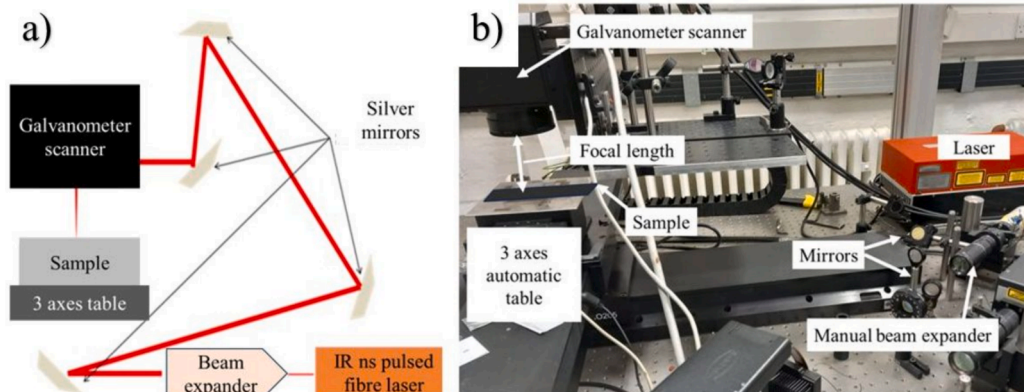 a)
Galvanometer
scanner
Silver
mirrors
Sample
3 axes table
Beam
expander
IR ns pulsed
fibre laser
b)
Galvanometer scanner
Focal length
Laser
Sample
3 axes
automatic
table
Mirrors
Manual beam expander